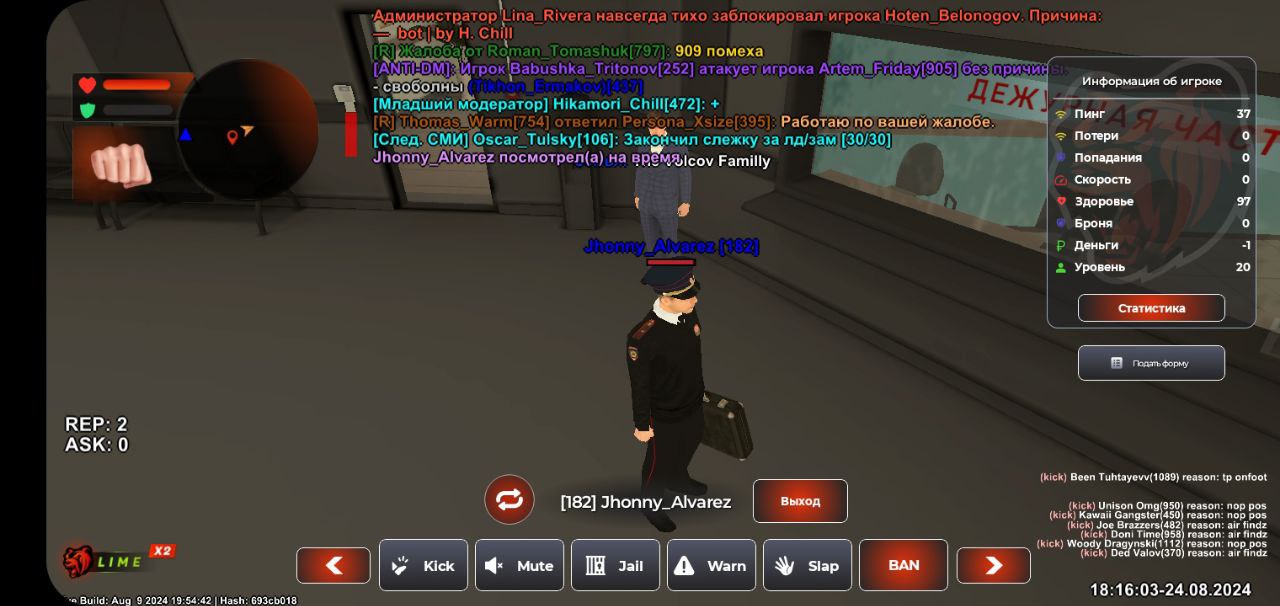 Администратор Lina_Rivera навсегда тихо заблокировал игрока Hoten_Belonogov. Причина:
— bot | by H. Chill
[R] Жалоба от Roman_Tomashuk[797]: 909 помеха
[ANTI-DM]: Игрок Babushka_Tritonov[252] атакует игрока Artem_Friday[905] без причины.
- свободны (Tikhon_Ermakov)[437]
[Младший модератор] Hikamori_Chill[472]: +
[R] Thomas_Warm[754] ответил Persona_Xsize[395]: Работаю по вашей жалобе.
[След. СМИ] Oscar_Tulsky[106]: Закончил слежку за лд/зам [30/30]
Jhonny_Alvarez посмотрел(а) на время
Volcov Familly
Jhonny_Alvarez [182]
ДЕЖУРНАЯ ЧАСТ
Информация об игроке
Пинг 37
Потери 0
Попадания 0
Скорость 0
Здоровье 97
Броня 0
Деньги -1
Уровень 20
Статистика
Подать форму
REP: 2
ASK: 0
(kick) Been Tuhtayevv(1089) reason: tp onfoot
(kick) Unison Omg(950) reason: nop pos
(kick) Kawaii Gangster(450) reason: nop pos
(kick) Joe Brazzers(482) reason: air findz
(kick) Doni Time(958) reason: air findz
(kick) Woody Dragynski(1112) reason: nop pos
(kick) Ded Valov(370) reason: air findz
[182] Jhonny_Alvarez
Выход
LIME X2
Kick
Mute
Jail
Warn
Slap
BAN
18:16:03-24.08.2024
Build: Aug 9 2024 19:54:42 | Hash: 693cb018